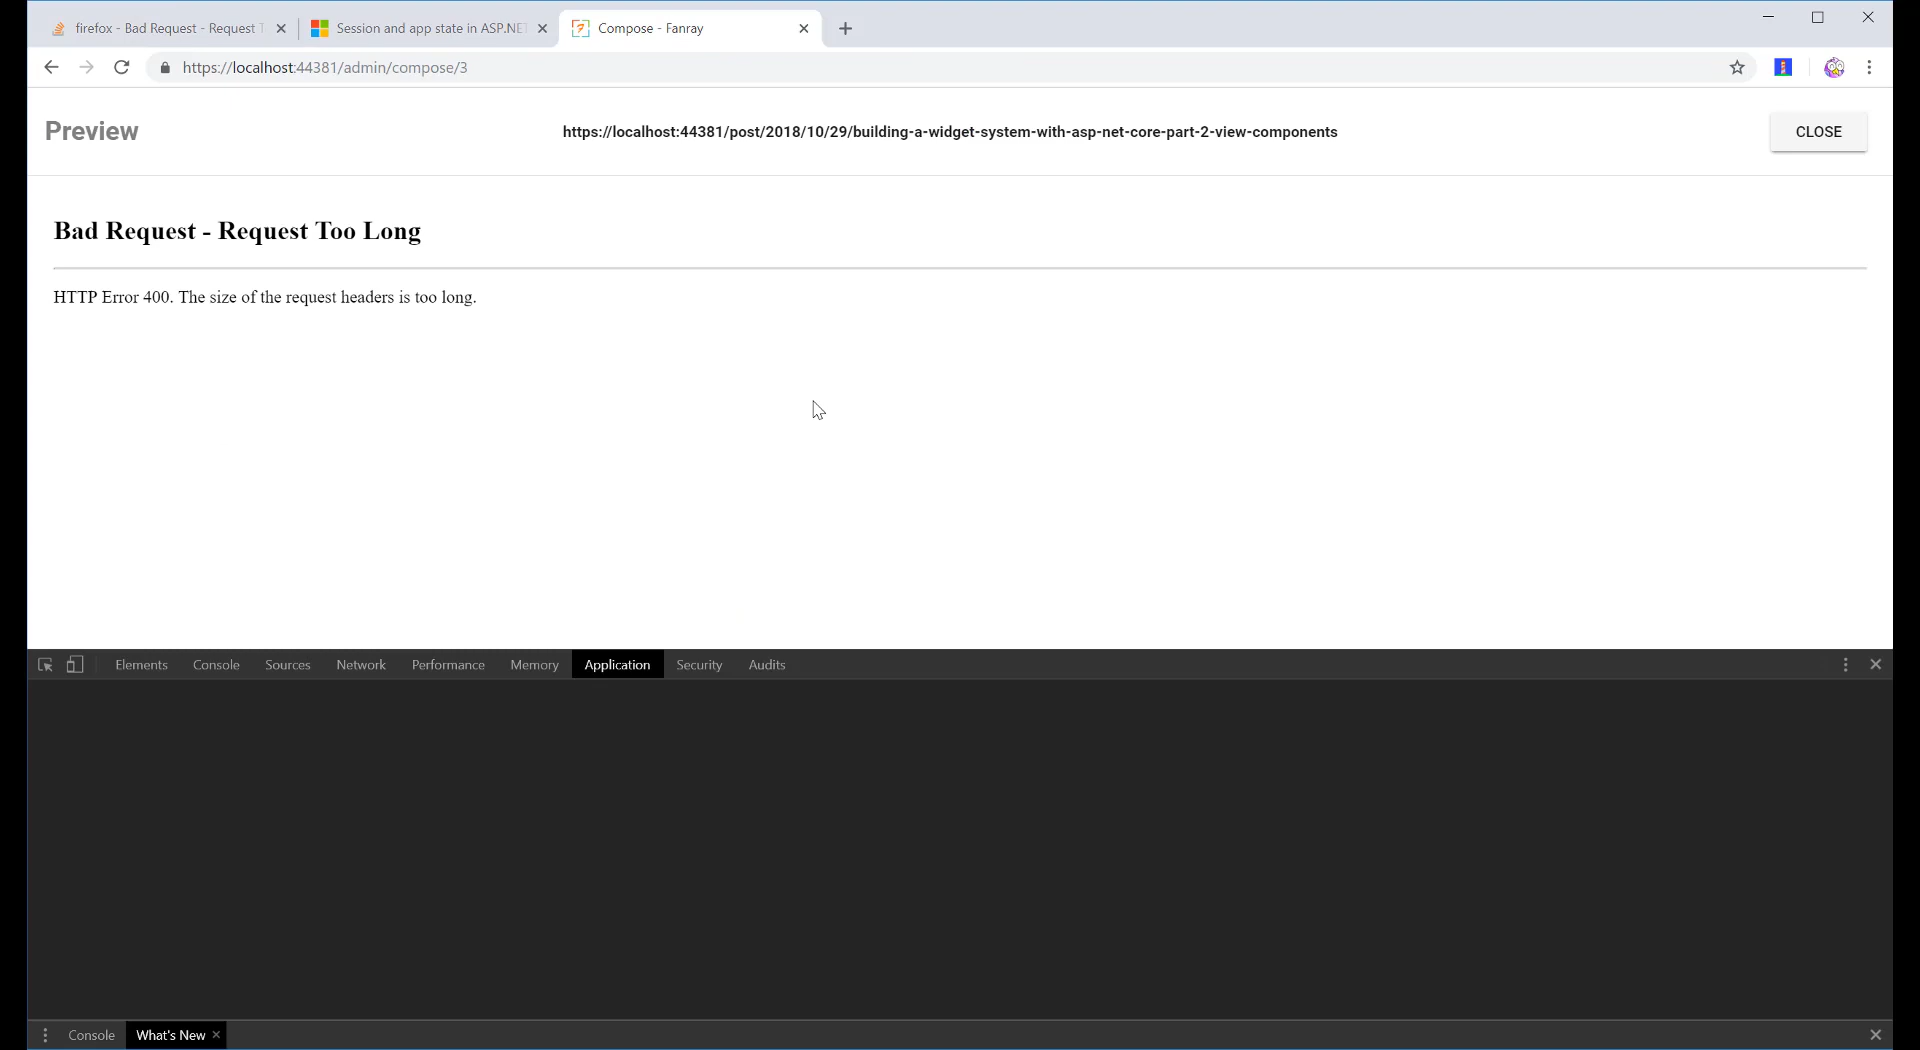 firefox - Bad Request - Request T
Session and app state in ASP.NE
Compose - Fanray
https://localhost:44381/admin/compose/3
Preview
https://localhost:44381/post/2018/10/29/building-a-widget-system-with-asp-net-core-part-2-view-components
CLOSE
Bad Request - Request Too Long
HTTP Error 400. The size of the request headers is too long.
Elements Console Sources Network Performance Memory Application Security Audits
Console What's New